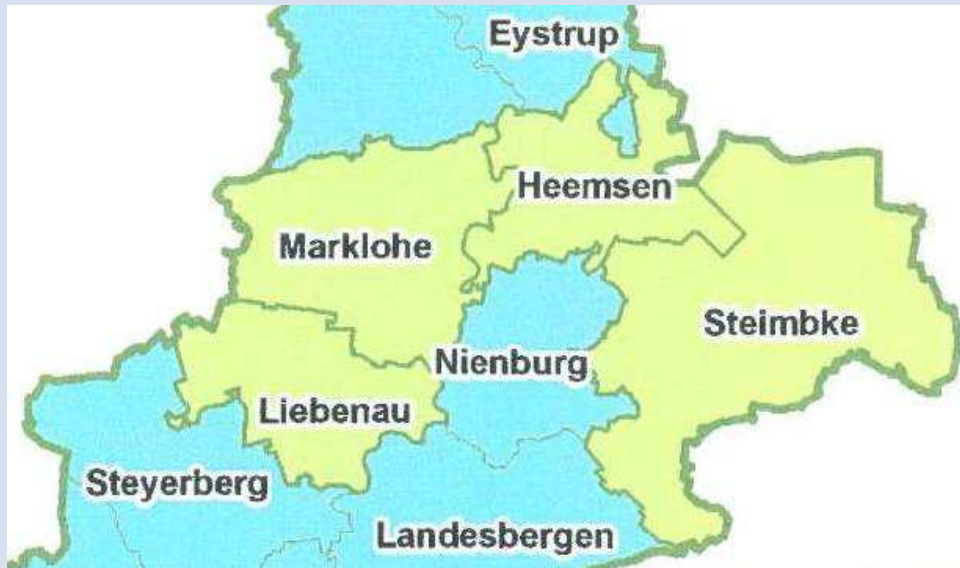 Eystrup
Heemsen
Marklohe
Steimbke
Nienburg
Liebenau
Steyerberg
Landesbergen